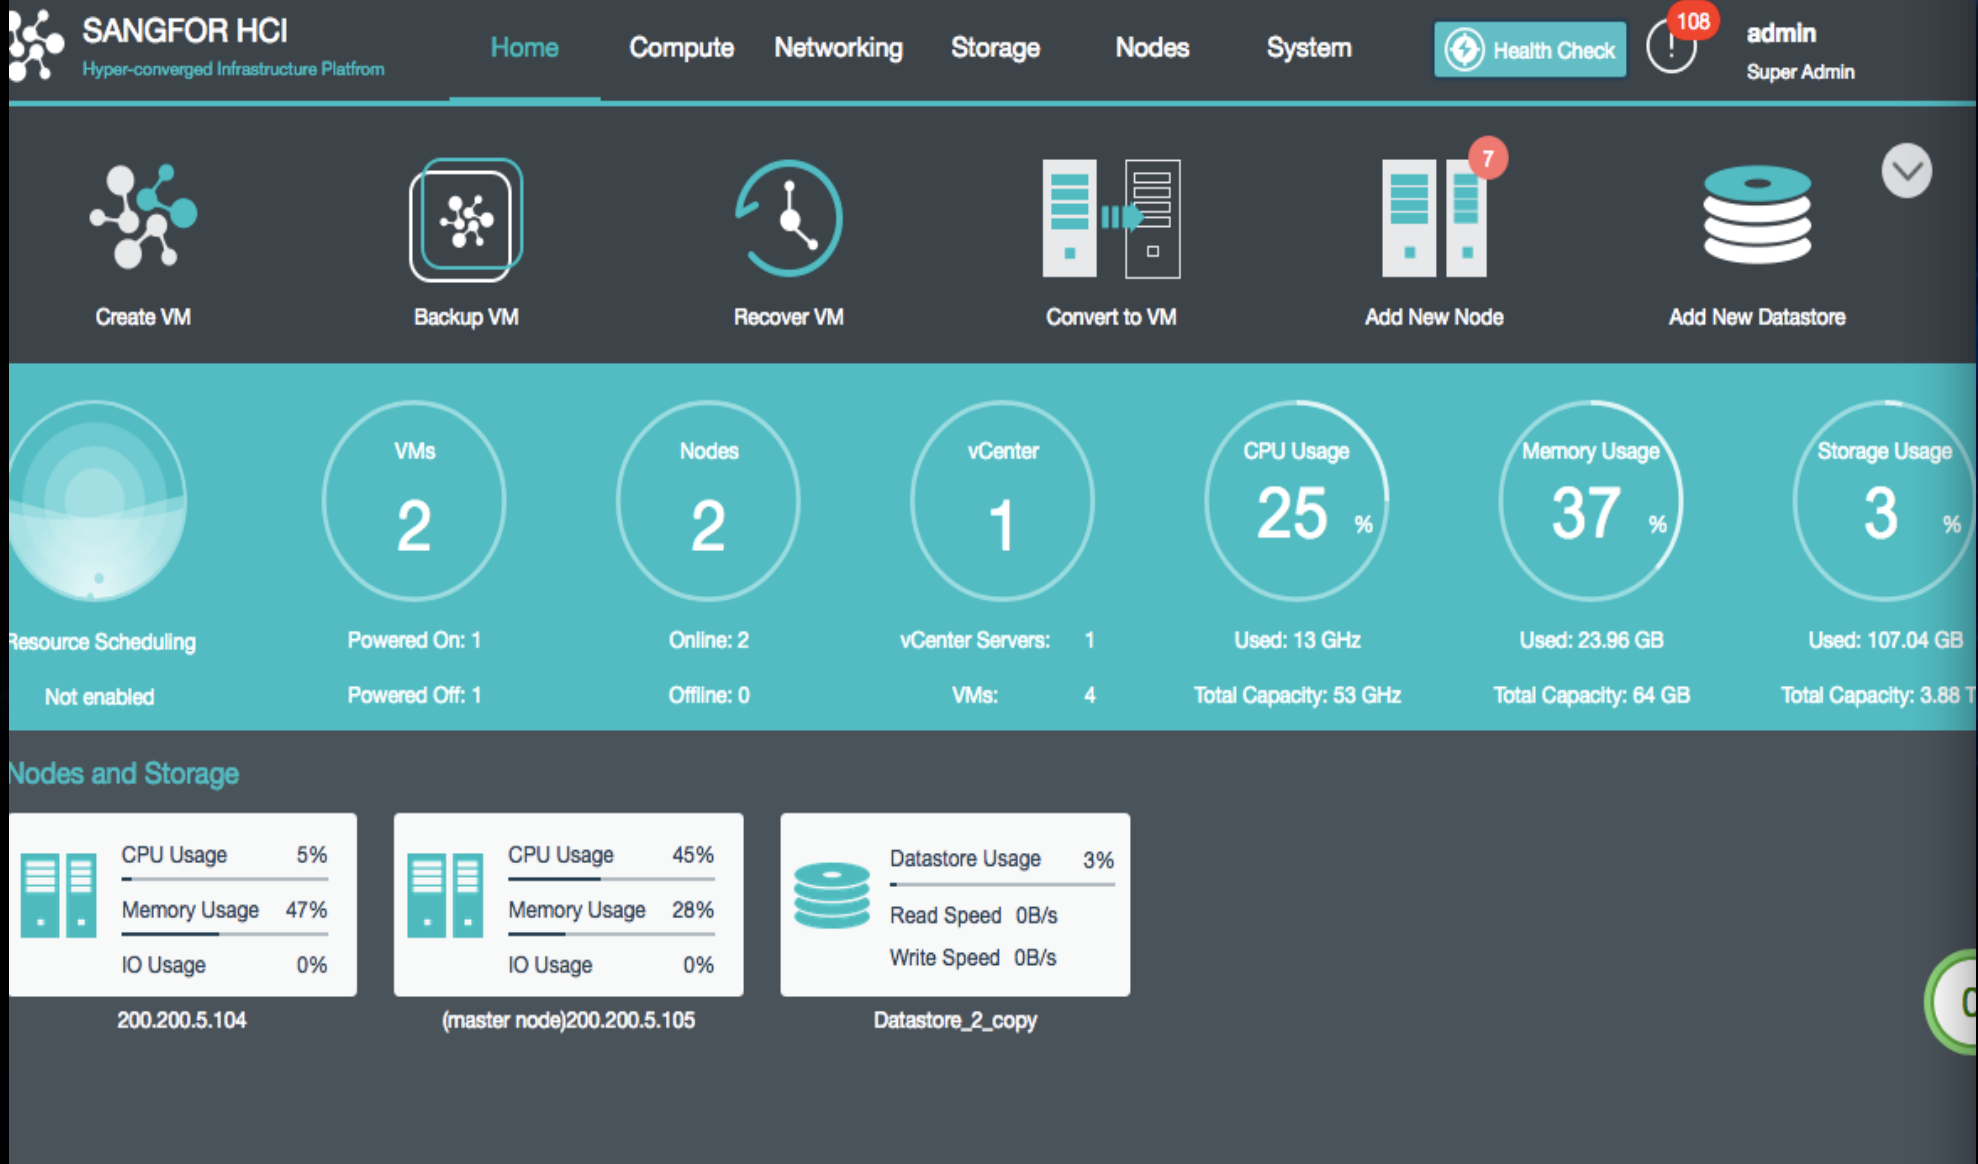 SANGFOR HCI
Hyper-converged Infrastructure Platfrom
Home
Compute
Networking
Storage
Nodes
System
Health Check
108
admin
Super Admin
7
Create VM
Backup VM
Recover VM
Convert to VM
Add New Node
Add New Datastore
Resource Scheduling
Not enabled
VMs
2
Powered On: 1
Powered Off: 1
Nodes
2
Online: 2
Offline: 0
vCenter
1
vCenter Servers: 1
VMs: 4
CPU Usage
25 %
Used: 13 GHz
Total Capacity: 53 GHz
Memory Usage
37 %
Used: 23.96 GB
Total Capacity: 64 GB
Storage Usage
3 %
Used: 107.04 GB
Total Capacity: 3.88 T
Nodes and Storage
CPU Usage 5%
Memory Usage 47%
IO Usage 0%
200.200.5.104
CPU Usage 45%
Memory Usage 28%
IO Usage 0%
(master node)200.200.5.105
Datastore Usage 3%
Read Speed 0B/s
Write Speed 0B/s
Datastore_2_copy